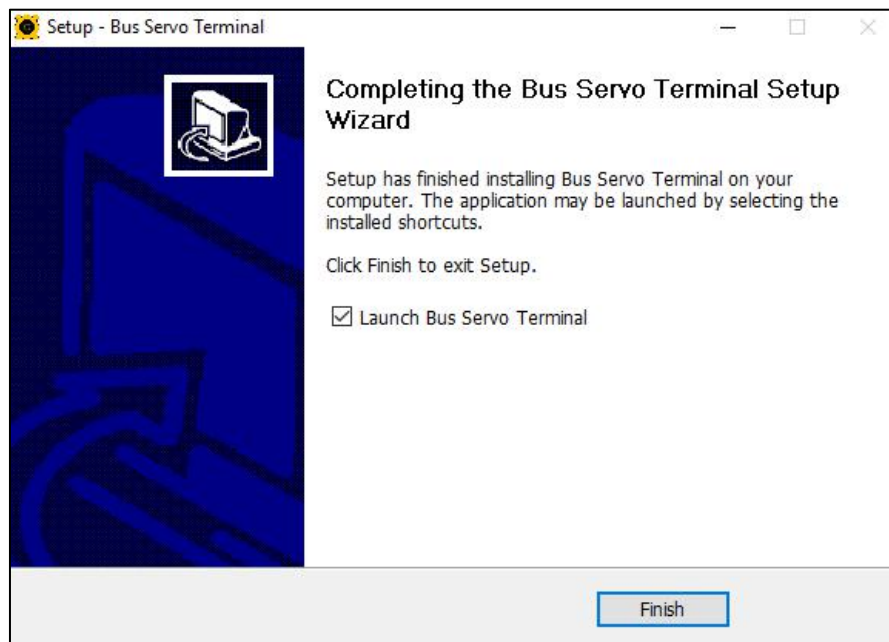 Setup - Bus Servo Terminal
Completing the Bus Servo Terminal Setup
Wizard
Setup has finished installing Bus Servo Terminal on your
computer. The application may be launched by selecting the
installed shortcuts.
Click Finish to exit Setup.
Launch Bus Servo Terminal
Finish